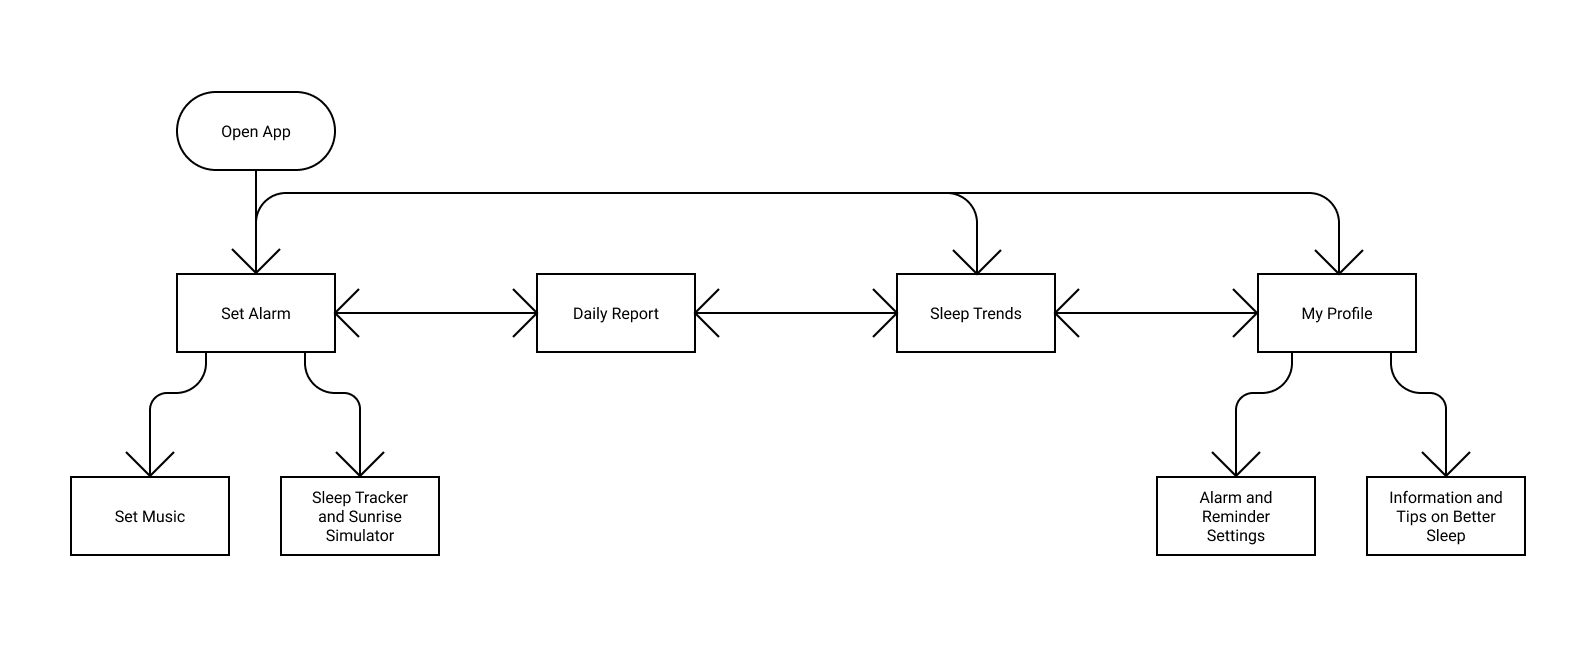 Open App
Set Alarm
Daily Report
Sleep Trends
My Profile
Set Music
Sleep Tracker
and Sunrise
Simulator
Alarm and
Reminder
Settings
Information and
Tips on Better
Sleep